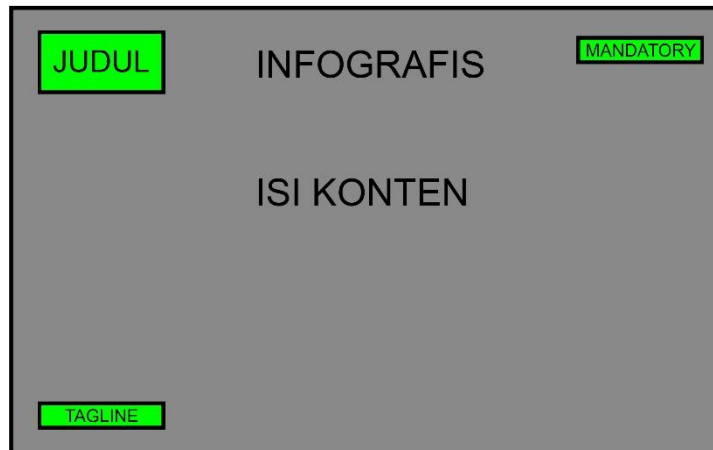 JUDUL
INFOGRAFIS
MANDATORY
ISI KONTEN
TAGLINE